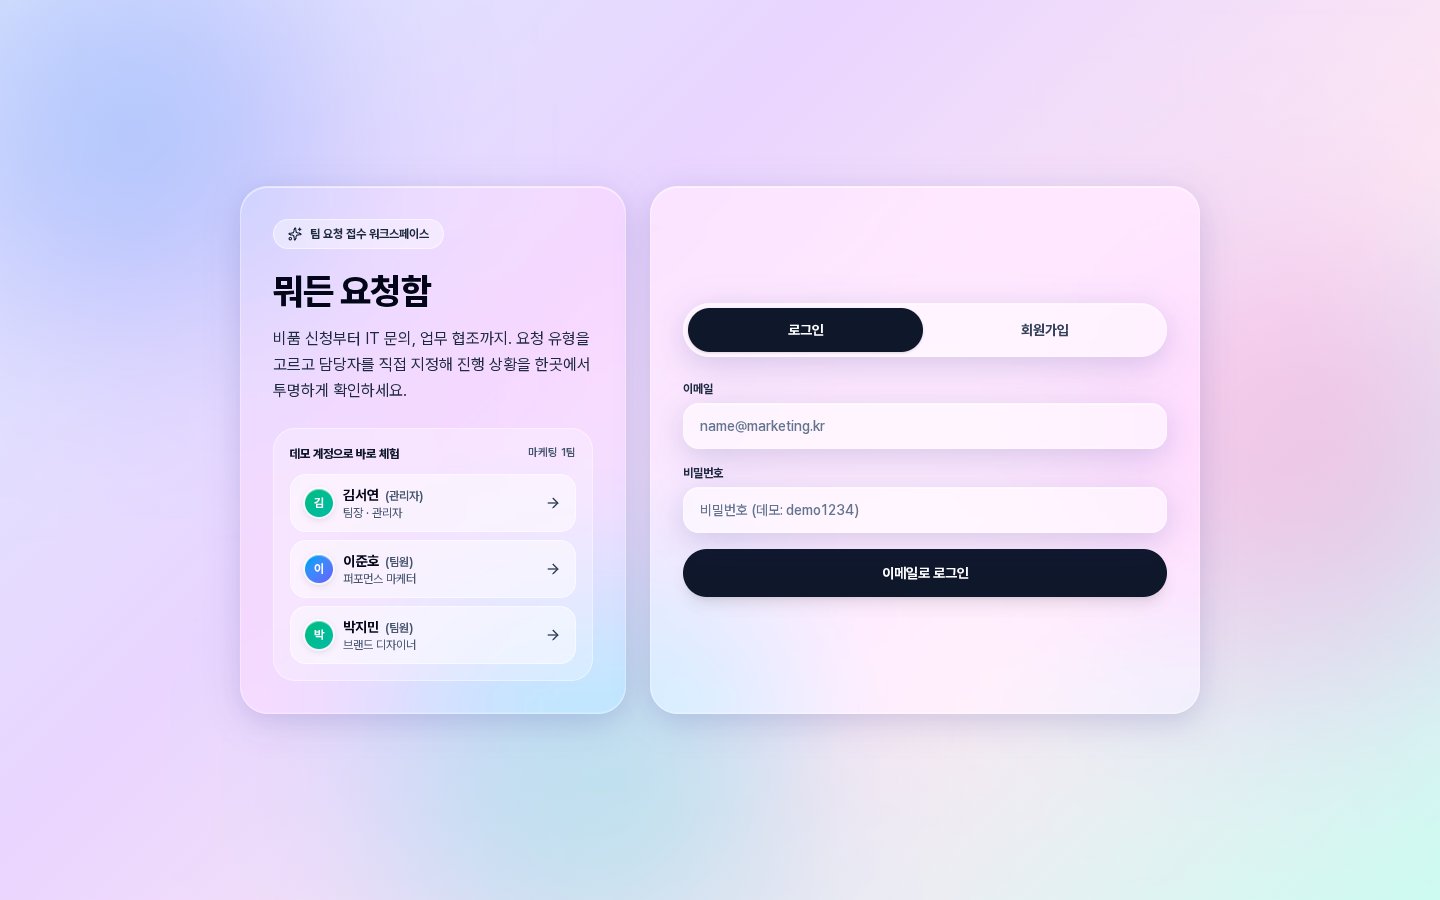 팀 요청 접수 워크스페이스
뭐든 요청함
비품 신청부터 IT 문의, 업무 협조까지. 요청 유형을
고르고 담당자를 직접 지정해 진행 상황을 한곳에서
투명하게 확인하세요.
데모 계정으로 바로 체험
마케팅 1팀
김
김서연 (관리자)
팀장 · 관리자
이
이준호 (팀원)
퍼포먼스 마케터
박
박지민 (팀원)
브랜드 디자이너
로그인
회원가입
이메일
name@marketing.kr
비밀번호
비밀번호 (데모: demo1234)
이메일로 로그인